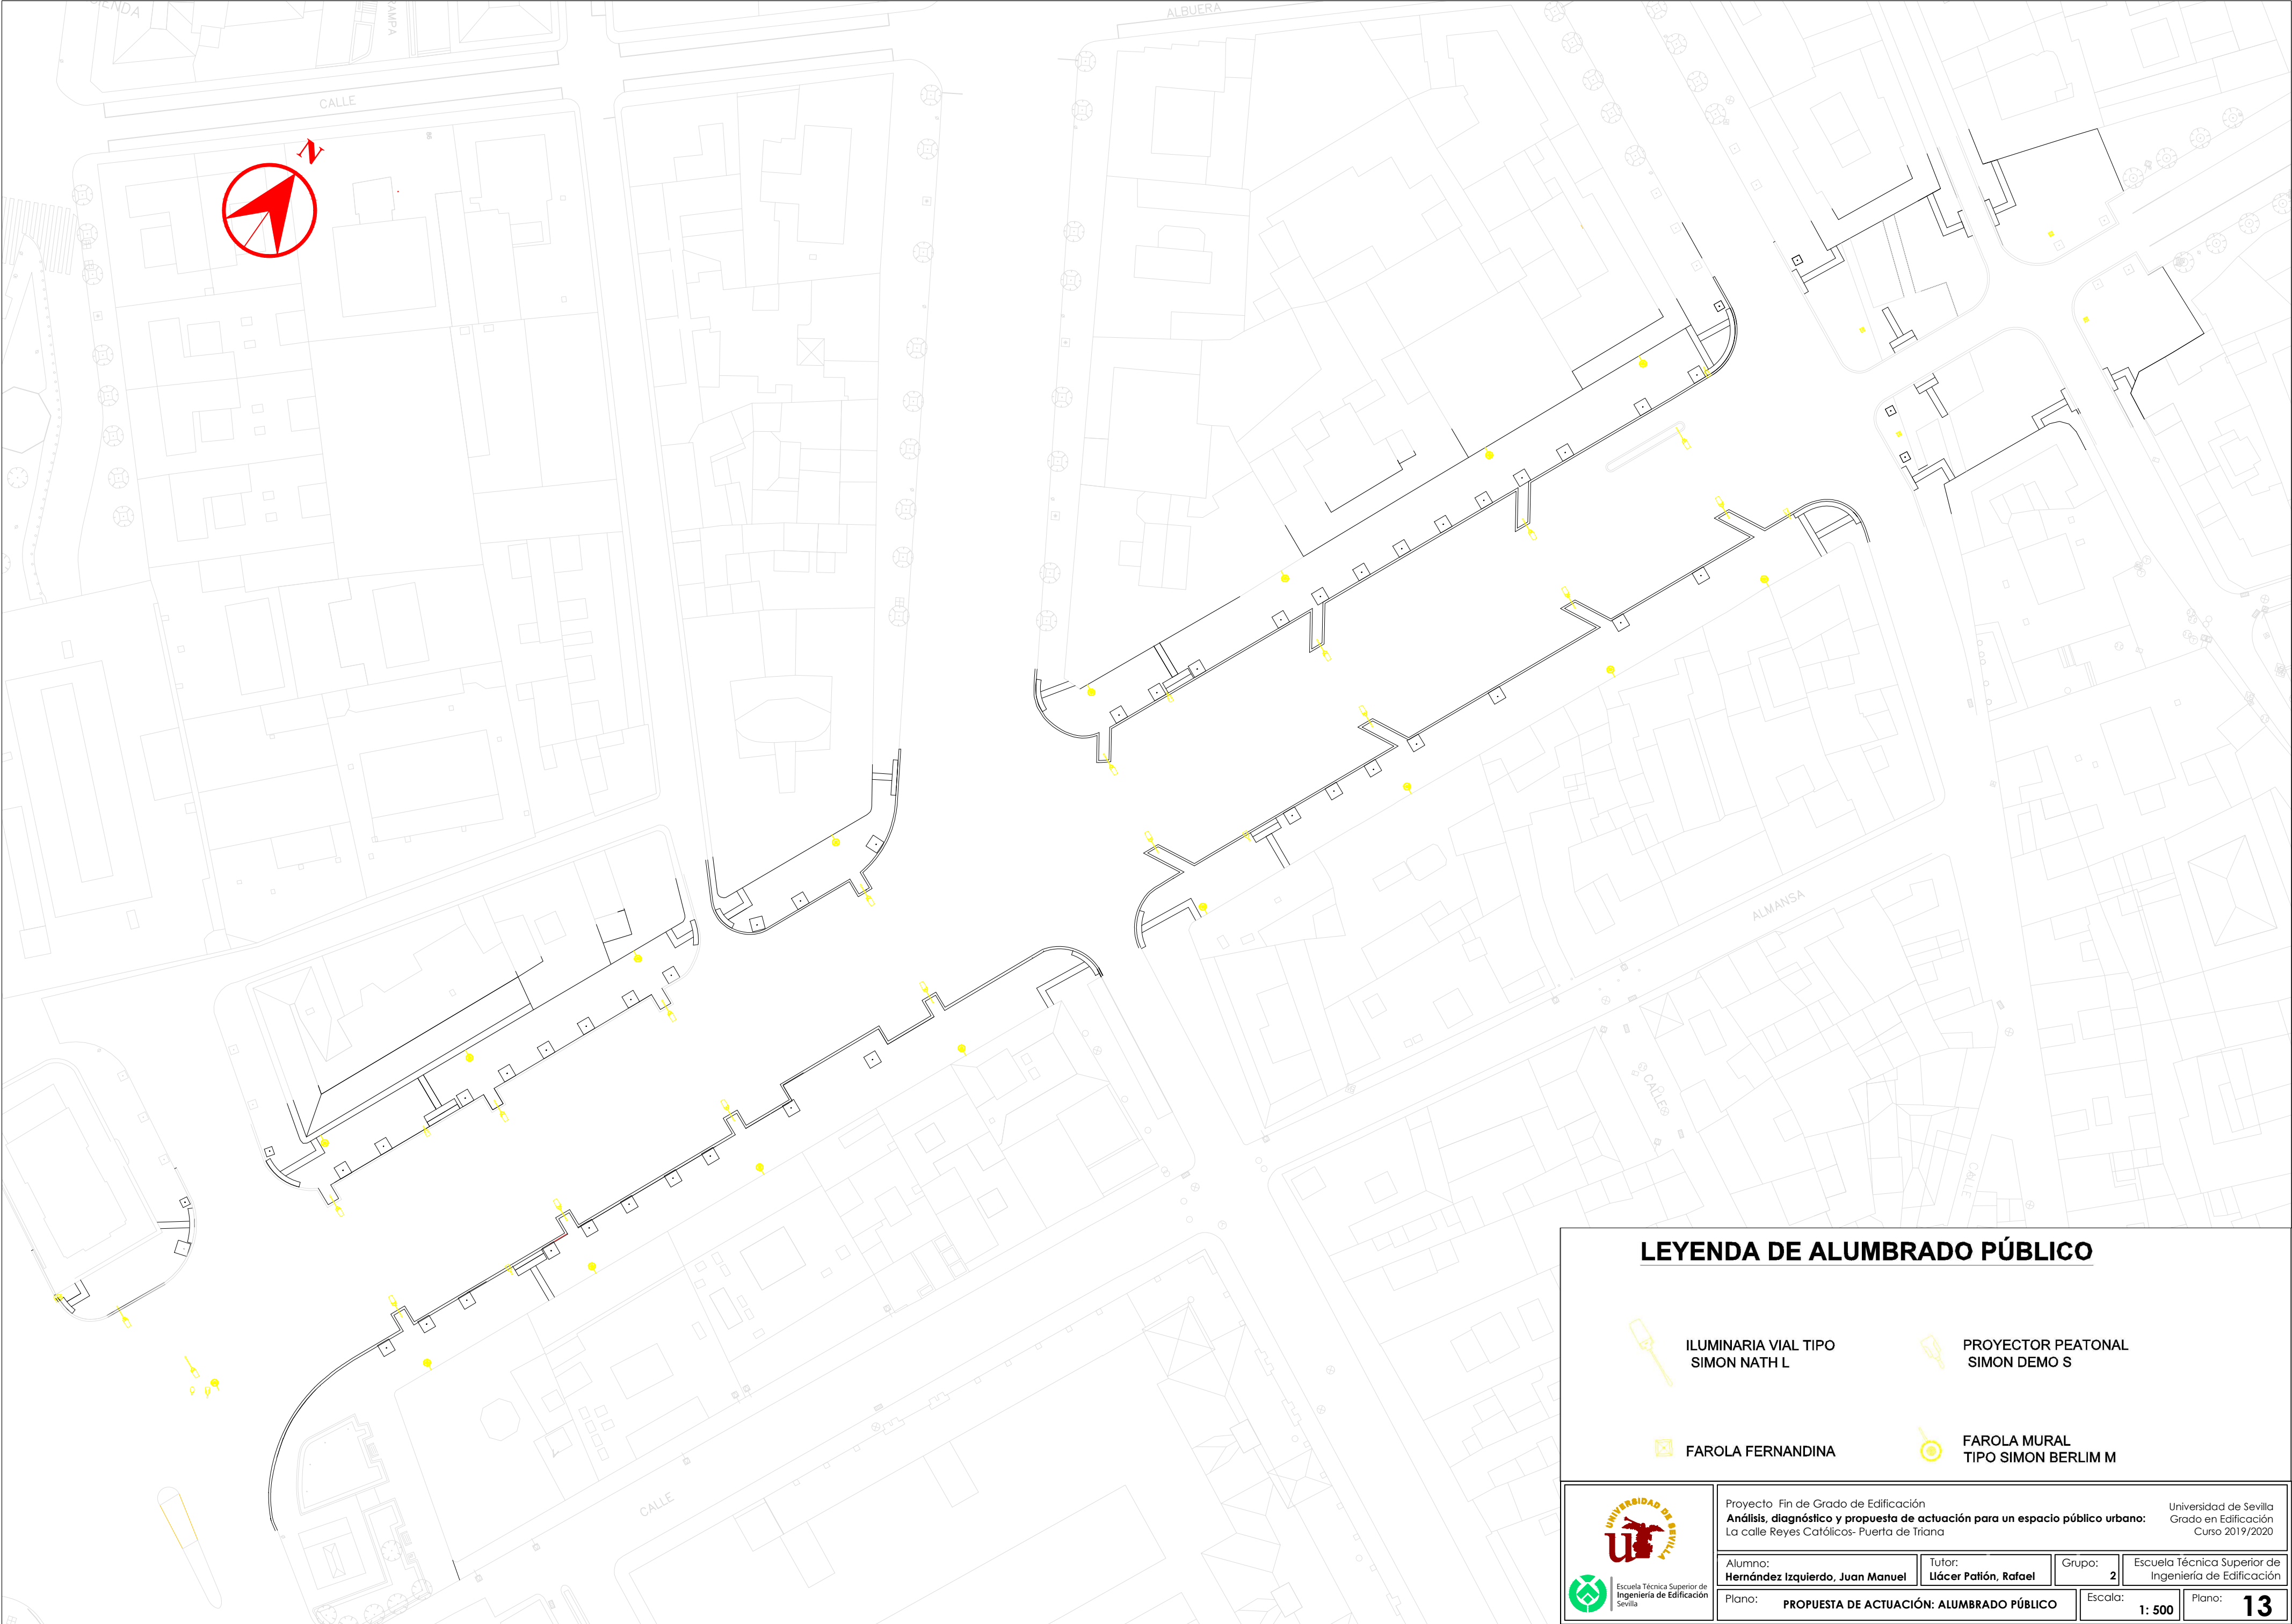 ALBUERA
CALLE
N
ALMANSA
CALLE
CALLE
CALLE
LEYENDA DE ALUMBRADO PÚBLICO
ILUMINARIA VIAL TIPO
SIMON NATH L
PROYECTOR PEATONAL
SIMON DEMO S
FAROLA FERNANDINA
FAROLA MURAL
TIPO SIMON BERLIM M
UNIVERSIDAD DE SEVILLA
Escuela Técnica Superior de
Ingeniería de Edificación
Sevilla
Proyecto Fin de Grado de Edificación
Análisis, diagnóstico y propuesta de actuación para un espacio público urbano:
La calle Reyes Católicos- Puerta de Triana
Universidad de Sevilla
Grado en Edificación
Curso 2019/2020
Alumno:
Hernández Izquierdo, Juan Manuel
Tutor:
Llácer Patión, Rafael
Grupo:
2
Escuela Técnica Superior de
Ingeniería de Edificación
Plano:
PROPUESTA DE ACTUACIÓN: ALUMBRADO PÚBLICO
Escala:
1: 500
Plano:
13